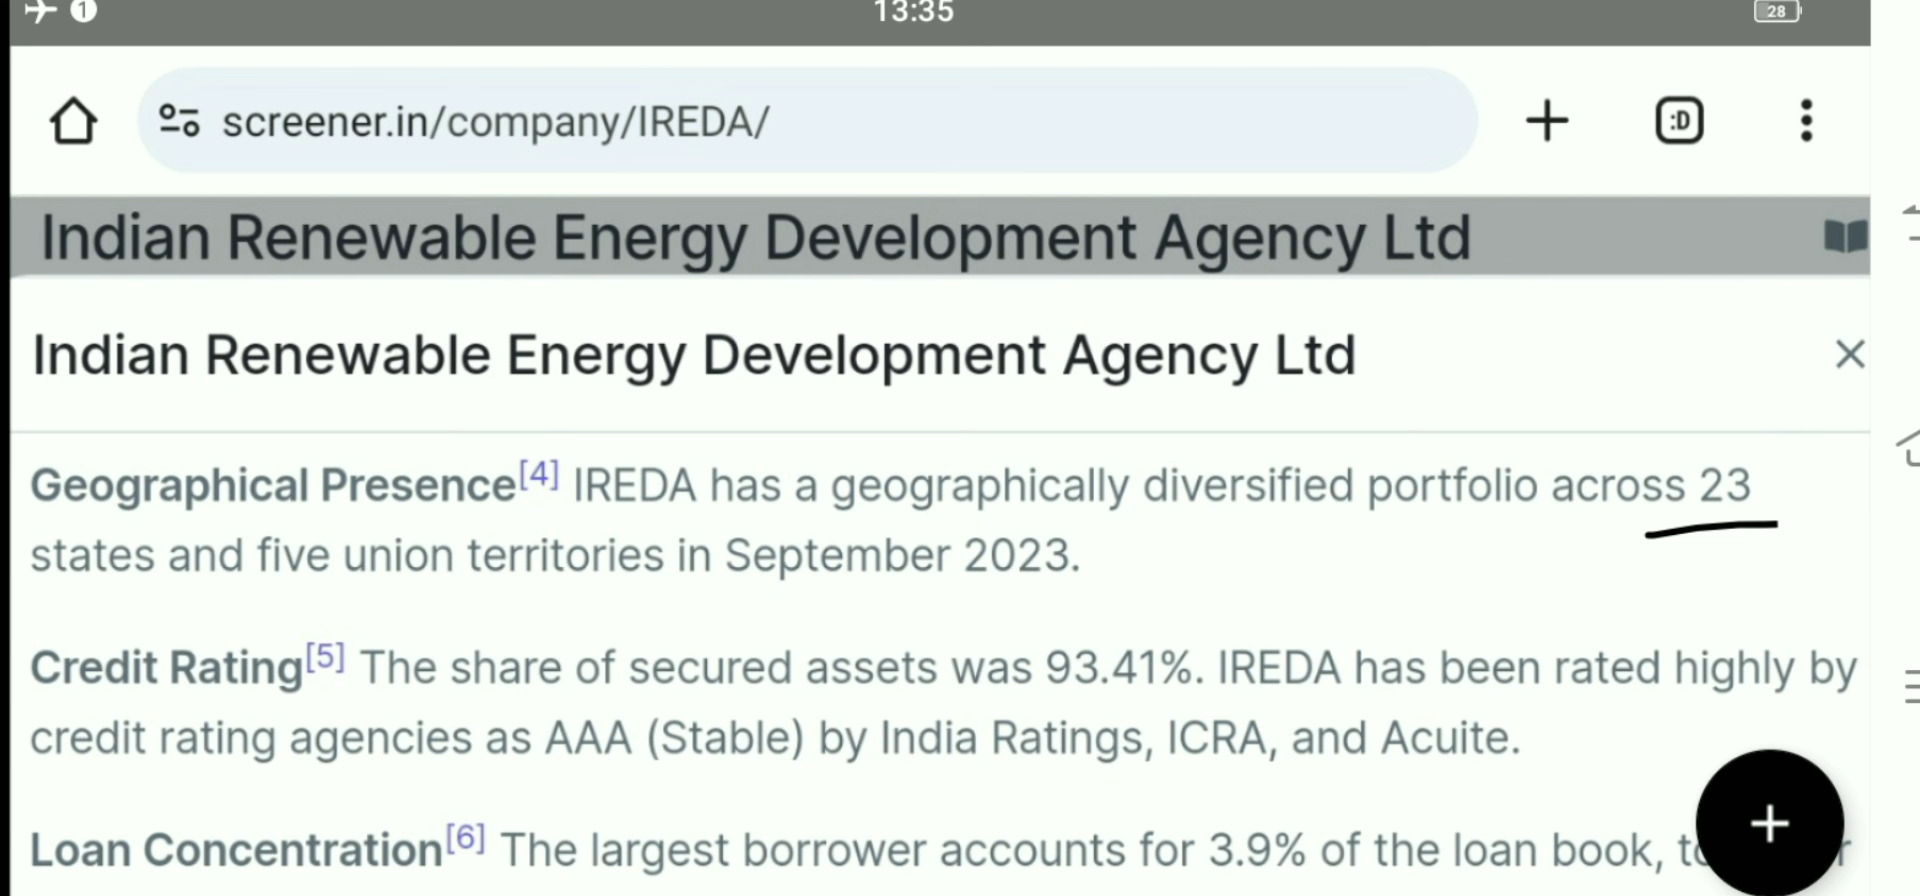 1
13:35
28
screener.in/company/IREDA/
:D
Indian Renewable Energy Development Agency Ltd
Indian Renewable Energy Development Agency Ltd
Geographical Presence[4] IREDA has a geographically diversified portfolio across 23
states and five union territories in September 2023.
Credit Rating[5] The share of secured assets was 93.41%. IREDA has been rated highly by
credit rating agencies as AAA (Stable) by India Ratings, ICRA, and Acuite.
Loan Concentration[6] The largest borrower accounts for 3.9% of the loan book,